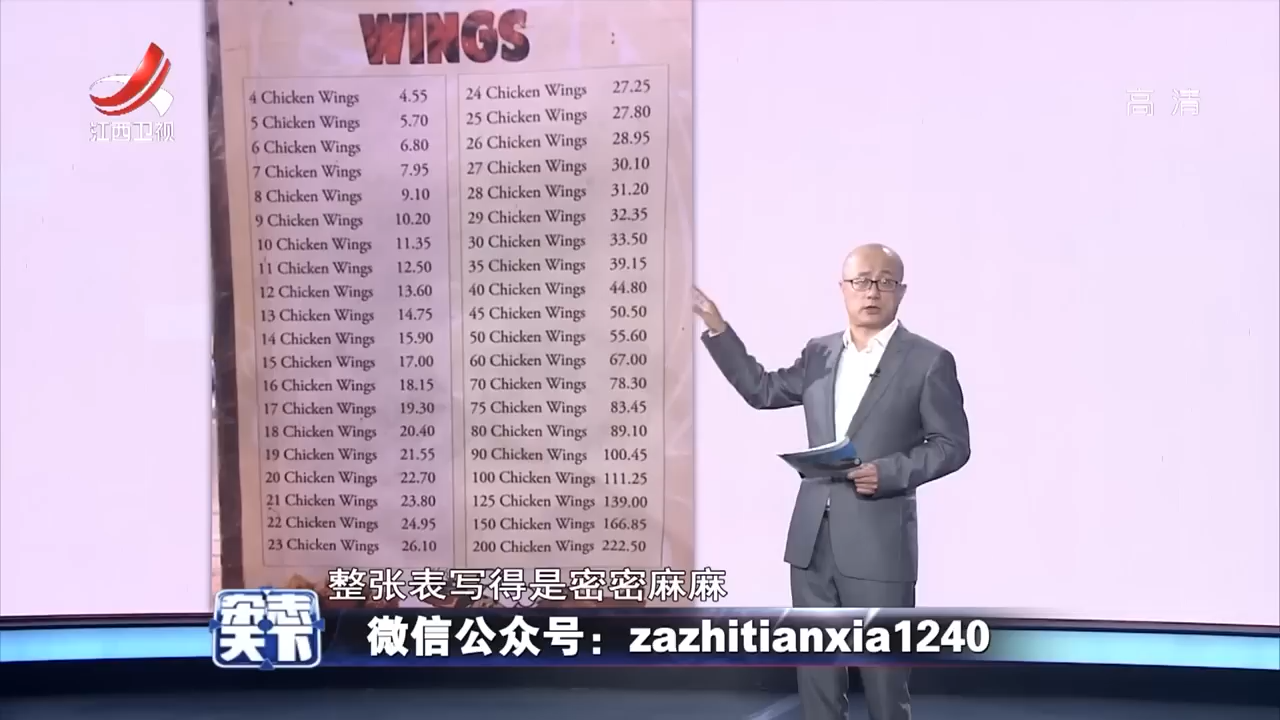 WINGS
4 Chicken Wings 4.55
5 Chicken Wings 5.70
6 Chicken Wings 6.80
7 Chicken Wings 7.95
8 Chicken Wings 9.10
9 Chicken Wings 10.20
10 Chicken Wings 11.35
11 Chicken Wings 12.50
12 Chicken Wings 13.60
13 Chicken Wings 14.75
14 Chicken Wings 15.90
15 Chicken Wings 17.00
16 Chicken Wings 18.15
17 Chicken Wings 19.30
18 Chicken Wings 20.40
19 Chicken Wings 21.55
20 Chicken Wings 22.70
21 Chicken Wings 23.80
22 Chicken Wings 24.95
23 Chicken Wings 26.10
24 Chicken Wings 27.25
25 Chicken Wings 27.80
26 Chicken Wings 28.95
27 Chicken Wings 30.10
28 Chicken Wings 31.20
29 Chicken Wings 32.35
30 Chicken Wings 33.50
35 Chicken Wings 39.15
40 Chicken Wings 44.80
45 Chicken Wings 50.50
50 Chicken Wings 55.60
60 Chicken Wings 67.00
70 Chicken Wings 78.30
75 Chicken Wings 83.45
80 Chicken Wings 89.10
90 Chicken Wings 100.45
100 Chicken Wings 111.25
125 Chicken Wings 139.00
150 Chicken Wings 166.85
200 Chicken Wings 222.50
江西卫视
高清
整张表写得是密密麻麻
杂志
天下
微信公众号：zazhitianxia1240